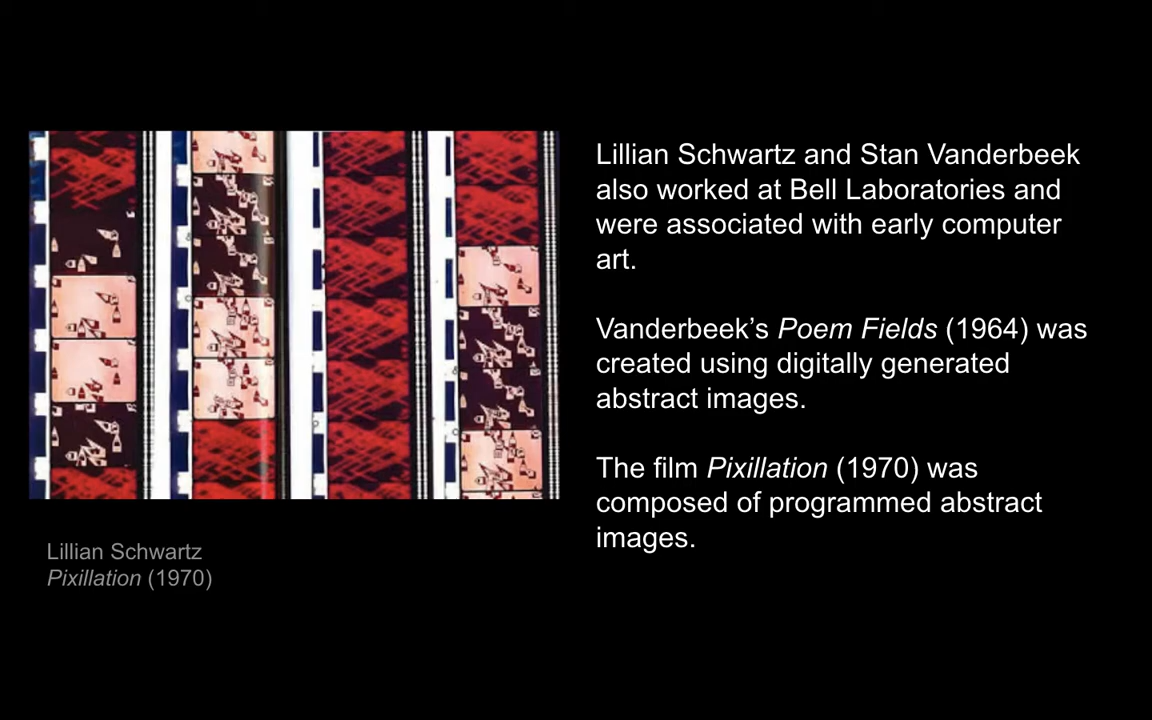 Lillian Schwartz and Stan Vanderbeek
also worked at Bell Laboratories and
were associated with early computer
art.
Vanderbeek’s Poem Fields (1964) was
created using digitally generated
abstract images.
The film Pixillation (1970) was
composed of programmed abstract
images.
Lillian Schwartz
Pixillation (1970)